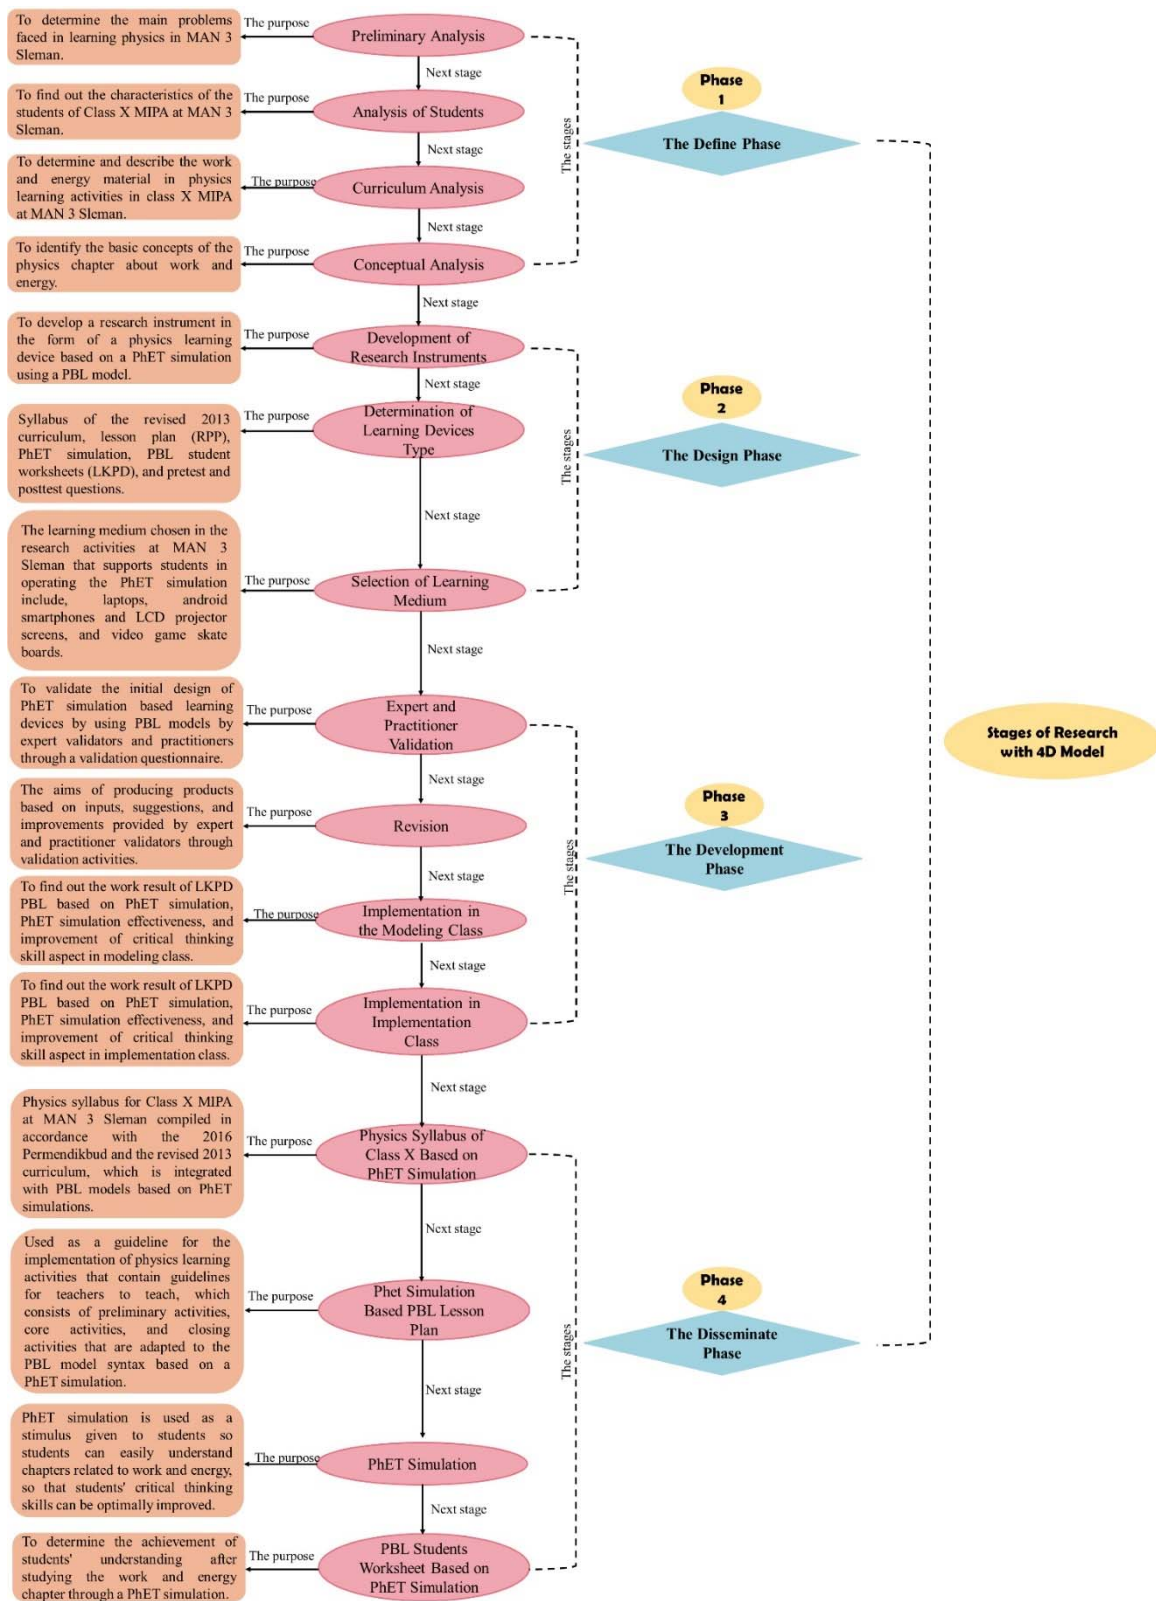 To determine the main problems
faced in learning physics in MAN 3
Sleman.
The purpose
Preliminary Analysis
Next stage
To find out the characteristics of the
students of Class X MIPA at MAN 3
Sleman.
The purpose
Analysis of Students
Next stage
To determine and describe the work
and energy material in physics
learning activities in class X MIPA
at MAN 3 Sleman.
The purpose
Curriculum Analysis
Next stage
To identify the basic concepts of the
physics chapter about work and
energy.
The purpose
Conceptual Analysis
Next stage
The stages
Phase
1
The Define Phase
To develop a research instrument in
the form of a physics learning
device based on a PhET simulation
using a PBL model.
The purpose
Development of
Research Instruments
Next stage
Syllabus of the revised 2013
curriculum, lesson plan (RPP),
PhET simulation, PBL student
worksheets (LKPD), and pretest and
posttest questions.
The purpose
Determination of
Learning Devices
Type
Next stage
The learning medium chosen in the
research activities at MAN 3
Sleman that supports students in
operating the PhET simulation
include, laptops, android
smartphones and LCD projector
screens, and video game skate
boards.
The purpose
Selection of Learning
Medium
Next stage
The stages
Phase
2
The Design Phase
To validate the initial design of
PhET simulation based learning
devices by using PBL models by
expert validators and practitioners
through a validation questionnaire.
The purpose
Expert and
Practitioner
Validation
Next stage
The aims of producing products
based on inputs, suggestions, and
improvements provided by expert
and practitioner validators through
validation activities.
The purpose
Revision
Next stage
To find out the work result of LKPD
PBL based on PhET simulation,
PhET simulation effectiveness, and
improvement of critical thinking
skill aspect in modeling class.
The purpose
Implementation in
the Modeling Class
Next stage
To find out the work result of LKPD
PBL based on PhET simulation,
PhET simulation effectiveness, and
improvement of critical thinking
skill aspect in implementation class.
The purpose
Implementation in
Implementation
Class
Next stage
The stages
Phase
3
The Development
Phase
Physics syllabus for Class X MIPA
at MAN 3 Sleman compiled in
accordance with the 2016
Permendikbud and the revised 2013
curriculum, which is integrated
with PBL models based on PhET
simulations.
The purpose
Physics Syllabus of
Class X Based on
PhET Simulation
Next stage
Used as a guideline for the
implementation of physics learning
activities that contain guidelines
for teachers to teach, which
consists of preliminary activities,
core activities, and closing
activities that are adapted to the
PBL model syntax based on a
PhET simulation.
The purpose
Phet Simulation
Based PBL Lesson
Plan
Next stage
PhET simulation is used as a
stimulus given to students so
students can easily understand
chapters related to work and energy,
so that students' critical thinking
skills can be optimally improved.
The purpose
PhET Simulation
Next stage
To determine the achievement of
students' understanding after
studying the work and energy
chapter through a PhET simulation.
The purpose
PBL Students
Worksheet Based on
PhET Simulation
The stages
Phase
4
The Disseminate
Phase
Stages of Research
with 4D Model